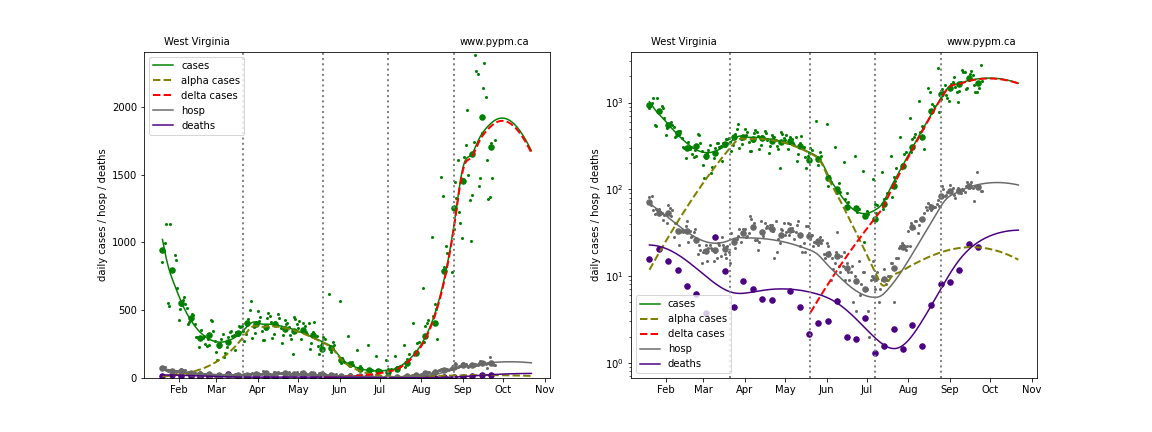 West Virginia
www.pypm.ca
daily cases / hosp / deaths
2000
1500
1000
500
0
cases
alpha cases
delta cases
hosp
deaths
Feb Mar Apr May Jun Jul Aug Sep Oct Nov
West Virginia
www.pypm.ca
daily cases / hosp / deaths
10³
10²
10¹
10⁰
cases
alpha cases
delta cases
hosp
deaths
Feb Mar Apr May Jun Jul Aug Sep Oct Nov